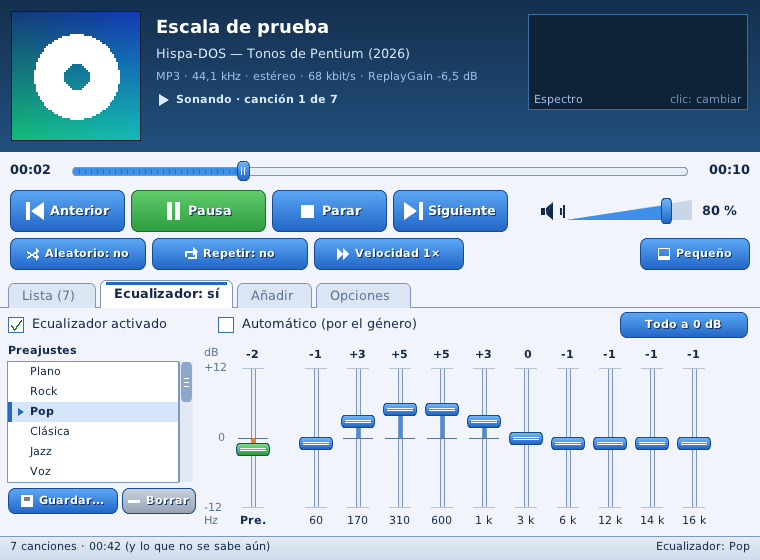 Escala de prueba
Hispa-DOS — Tonos de Pentium (2026)
MP3 · 44,1 kHz · estéreo · 68 kbit/s · ReplayGain -6,5 dB
Sonando · canción 1 de 7
Espectro clic: cambiar
00:02 00:10
Anterior Pausa Parar Siguiente 80 %
Aleatorio: no Repetir: no Velocidad 1× Pequeño
Lista (7) Ecualizador: sí Añadir Opciones
Ecualizador activado Automático (por el género) Todo a 0 dB
Preajustes
Plano
Rock
Pop
Clásica
Jazz
Voz
Guardar... Borrar
dB -2 -1 +3 +5 +5 +3 0 -1 -1 -1 -1
+12
0
-12
Hz Pre. 60 170 310 600 1 k 3 k 6 k 12 k 14 k 16 k
7 canciones · 00:42 (y lo que no se sabe aún) Ecualizador: Pop